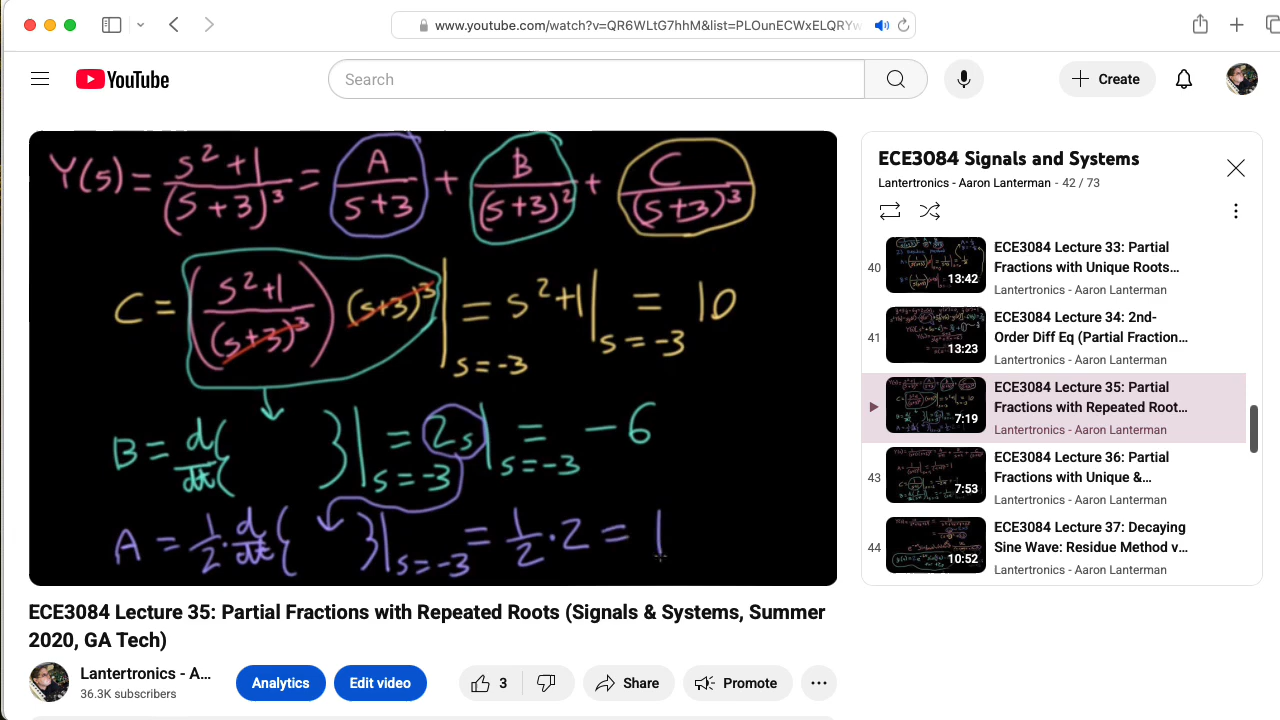 www.youtube.com/watch?v=QR6WLtG7hhM&list=PLOunECWxELQRYw
YouTube
Search
Create
Y(s) = s² + 1 / (s + 3)³ = A / s + 3 + B / (s+3)² + C / (s+3)³
C = ( s² + 1 / (s+3)³ ) (s+3)³ | s = -3 = s² + 1 | s = -3 = 10
B = d/dt { } | s = -3 = 2s | s = -3 = -6
A = 1/2 · d/dt { } | s = -3 = 1/2 · 2 = 1
ECE3084 Lecture 35: Partial Fractions with Repeated Roots (Signals & Systems, Summer
2020, GA Tech)
Lantertronics - A...
36.3K subscribers
Analytics
Edit video
3
Share
Promote
ECE3084 Signals and Systems
Lantertronics - Aaron Lanterman - 42 / 73
40
13:42
ECE3084 Lecture 33: Partial
Fractions with Unique Roots...
Lantertronics - Aaron Lanterman
41
13:23
ECE3084 Lecture 34: 2nd-
Order Diff Eq (Partial Fraction...
Lantertronics - Aaron Lanterman
7:19
ECE3084 Lecture 35: Partial
Fractions with Repeated Root...
Lantertronics - Aaron Lanterman
43
7:53
ECE3084 Lecture 36: Partial
Fractions with Unique &...
Lantertronics - Aaron Lanterman
44
10:52
ECE3084 Lecture 37: Decaying
Sine Wave: Residue Method v...
Lantertronics - Aaron Lanterman